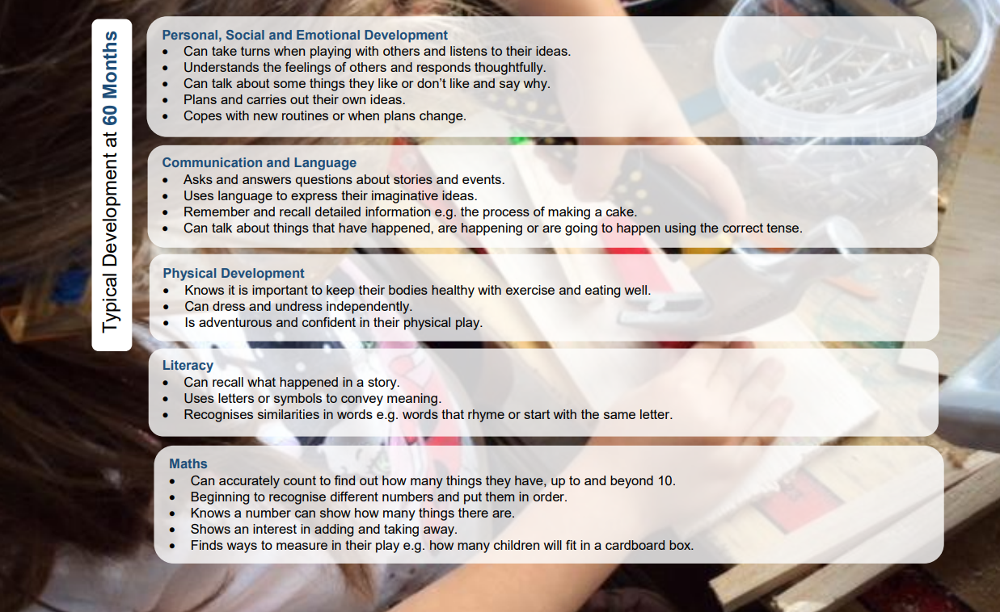 Typical Development at 60 Months
Personal, Social and Emotional Development
• Can take turns when playing with others and listens to their ideas.
• Understands the feelings of others and responds thoughtfully.
• Can talk about some things they like or don’t like and say why.
• Plans and carries out their own ideas.
• Copes with new routines or when plans change.
Communication and Language
• Asks and answers questions about stories and events.
• Uses language to express their imaginative ideas.
• Remember and recall detailed information e.g. the process of making a cake.
• Can talk about things that have happened, are happening or are going to happen using the correct tense.
Physical Development
• Knows it is important to keep their bodies healthy with exercise and eating well.
• Can dress and undress independently.
• Is adventurous and confident in their physical play.
Literacy
• Can recall what happened in a story.
• Uses letters or symbols to convey meaning.
• Recognises similarities in words e.g. words that rhyme or start with the same letter.
Maths
• Can accurately count to find out how many things they have, up to and beyond 10.
• Beginning to recognise different numbers and put them in order.
• Knows a number can show how many things there are.
• Shows an interest in adding and taking away.
• Finds ways to measure in their play e.g. how many children will fit in a cardboard box.